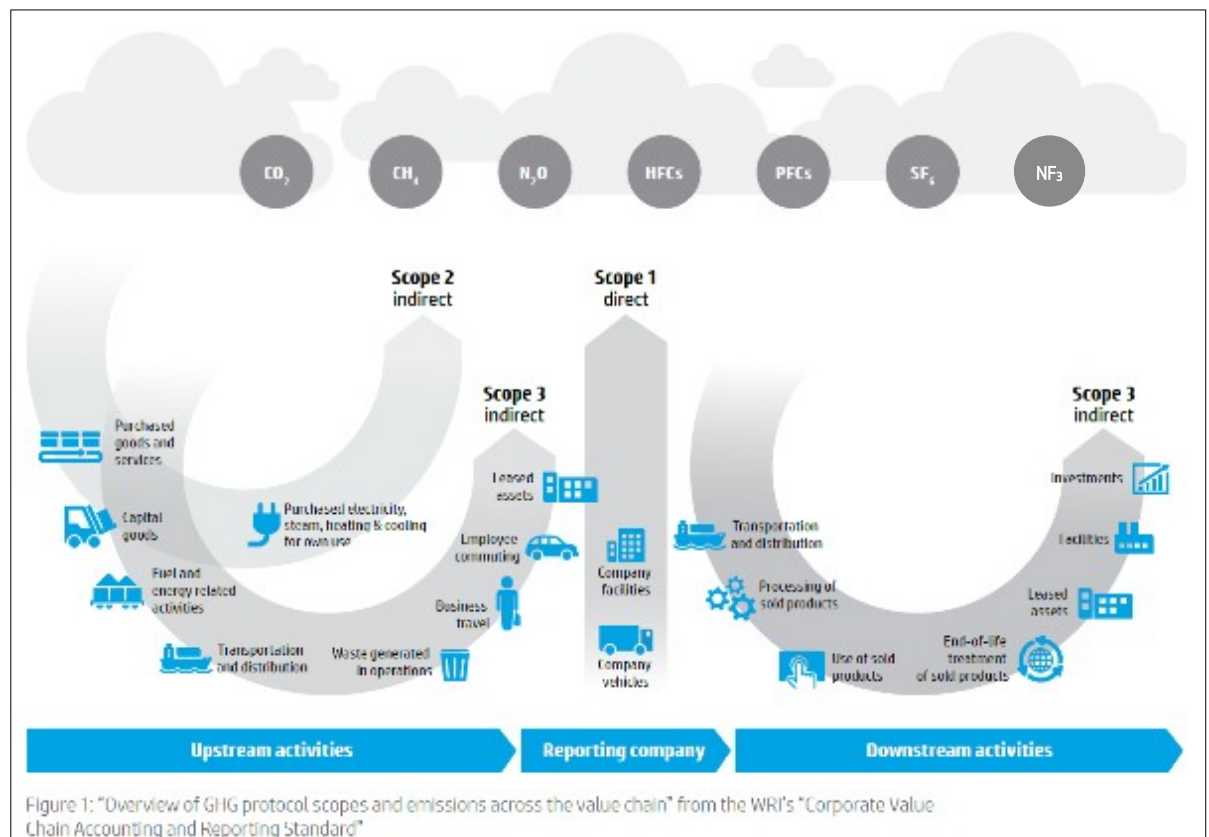 CO₂
CH₄
N₂O
HFCs
PFCs
SF₆
NF₃
Scope 2
indirect
Scope 1
direct
Scope 3
indirect
Scope 3
indirect
Purchased
goods and
services
Capital
goods
Fuel and
energy related
activities
Transportation
and distribution
Purchased electricity,
steam, heating & cooling
for own use
Waste generated
in operations
Business
travel
Employee
commuting
Leased
assets
Company
facilities
Company
vehicles
Transportation
and distribution
Processing of
sold products
Use of sold
products
End-of-life
treatment
of sold products
Leased
assets
Facilities
Investments
Upstream activities
Reporting company
Downstream activities
Figure 1: "Overview of GHG protocol scopes and emissions across the value chain" from the WRI's "Corporate Value
Chain Accounting and Reporting Standard"